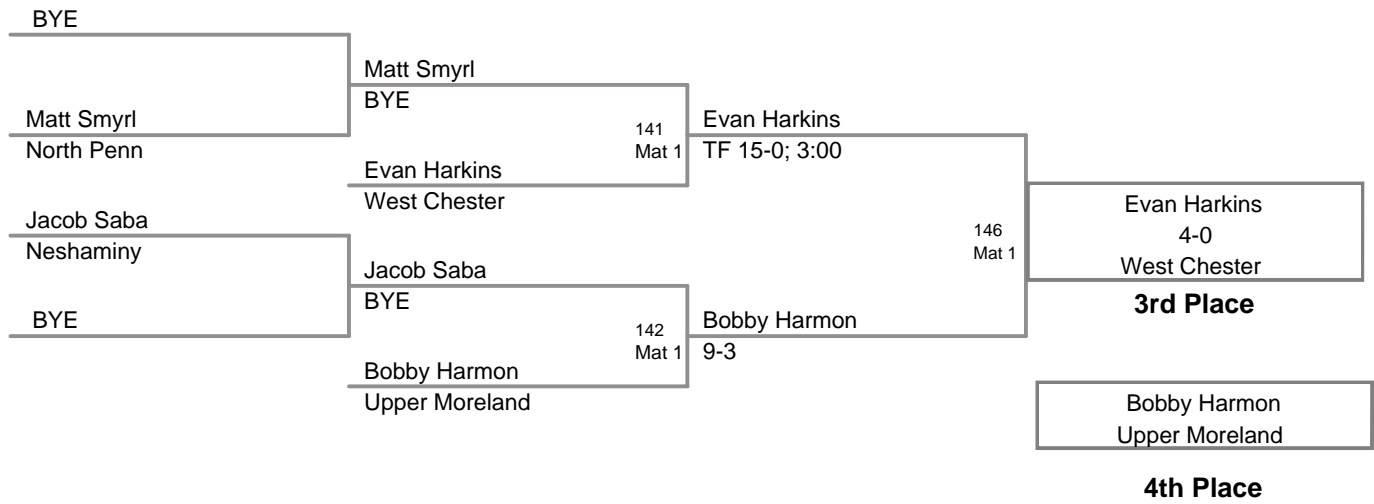 BYE
Matt Smyrl
BYE
Matt Smyrl
North Penn
141
Mat 1
Evan Harkins
TF 15-0; 3:00
Evan Harkins
West Chester
Jacob Saba
Neshaminy
Evan Harkins
4-0
West Chester
3rd Place
146
Mat 1
Jacob Saba
BYE
BYE
142
Mat 1
Bobby Harmon
9-3
Bobby Harmon
Upper Moreland
Bobby Harmon
Upper Moreland
4th Place